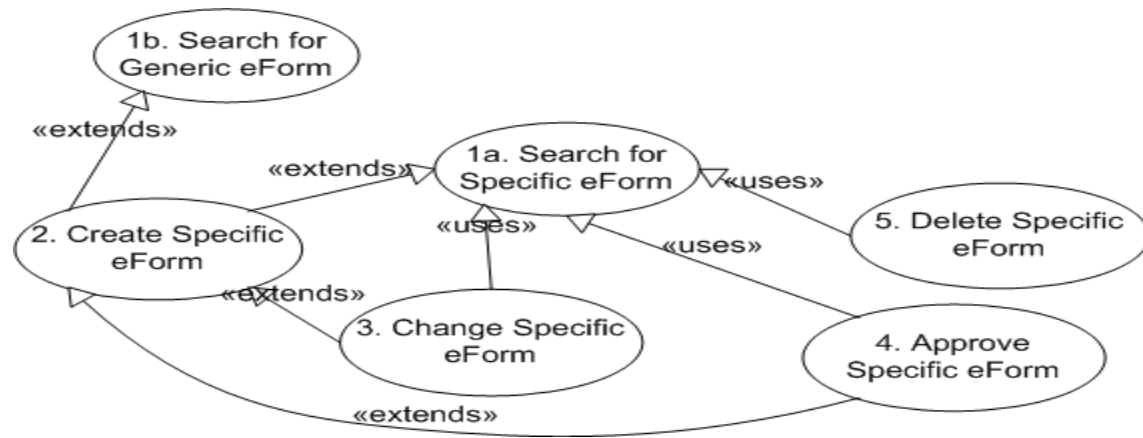 1b. Search for
Generic eForm
«extends»
«extends»
1a. Search for
Specific eForm
«uses»
«uses»
2. Create Specific
eForm
5. Delete Specific
eForm
«uses»
«extends»
3. Change Specific
eForm
4. Approve
Specific eForm
«extends»